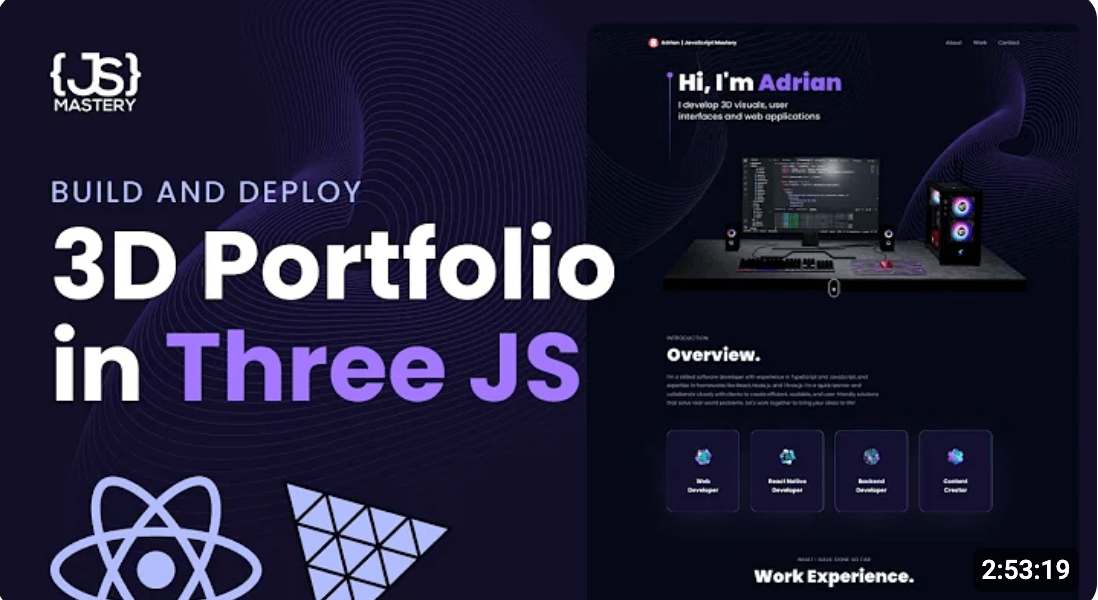 {JS}
MASTERY
BUILD AND DEPLOY
3D Portfolio
in Three JS
Adrian | JavaScript Mastery
About Work Contact
Hi, I'm Adrian
I develop 3D visuals, user
interfaces and web applications
INTRODUCTION
Overview.
I'm a skilled software developer with experience in TypeScript and JavaScript, and
expertise in frameworks like React, Node.js, and Three.js. I'm a quick learner and
collaborate closely with clients to create efficient, scalable, and user-friendly solutions
that solve real-world problems. Let's work together to bring your ideas to life!
Web
Developer
React Native
Developer
Backend
Developer
Content
Creator
WHAT I HAVE DONE SO FAR
Work Experience.
2:53:19